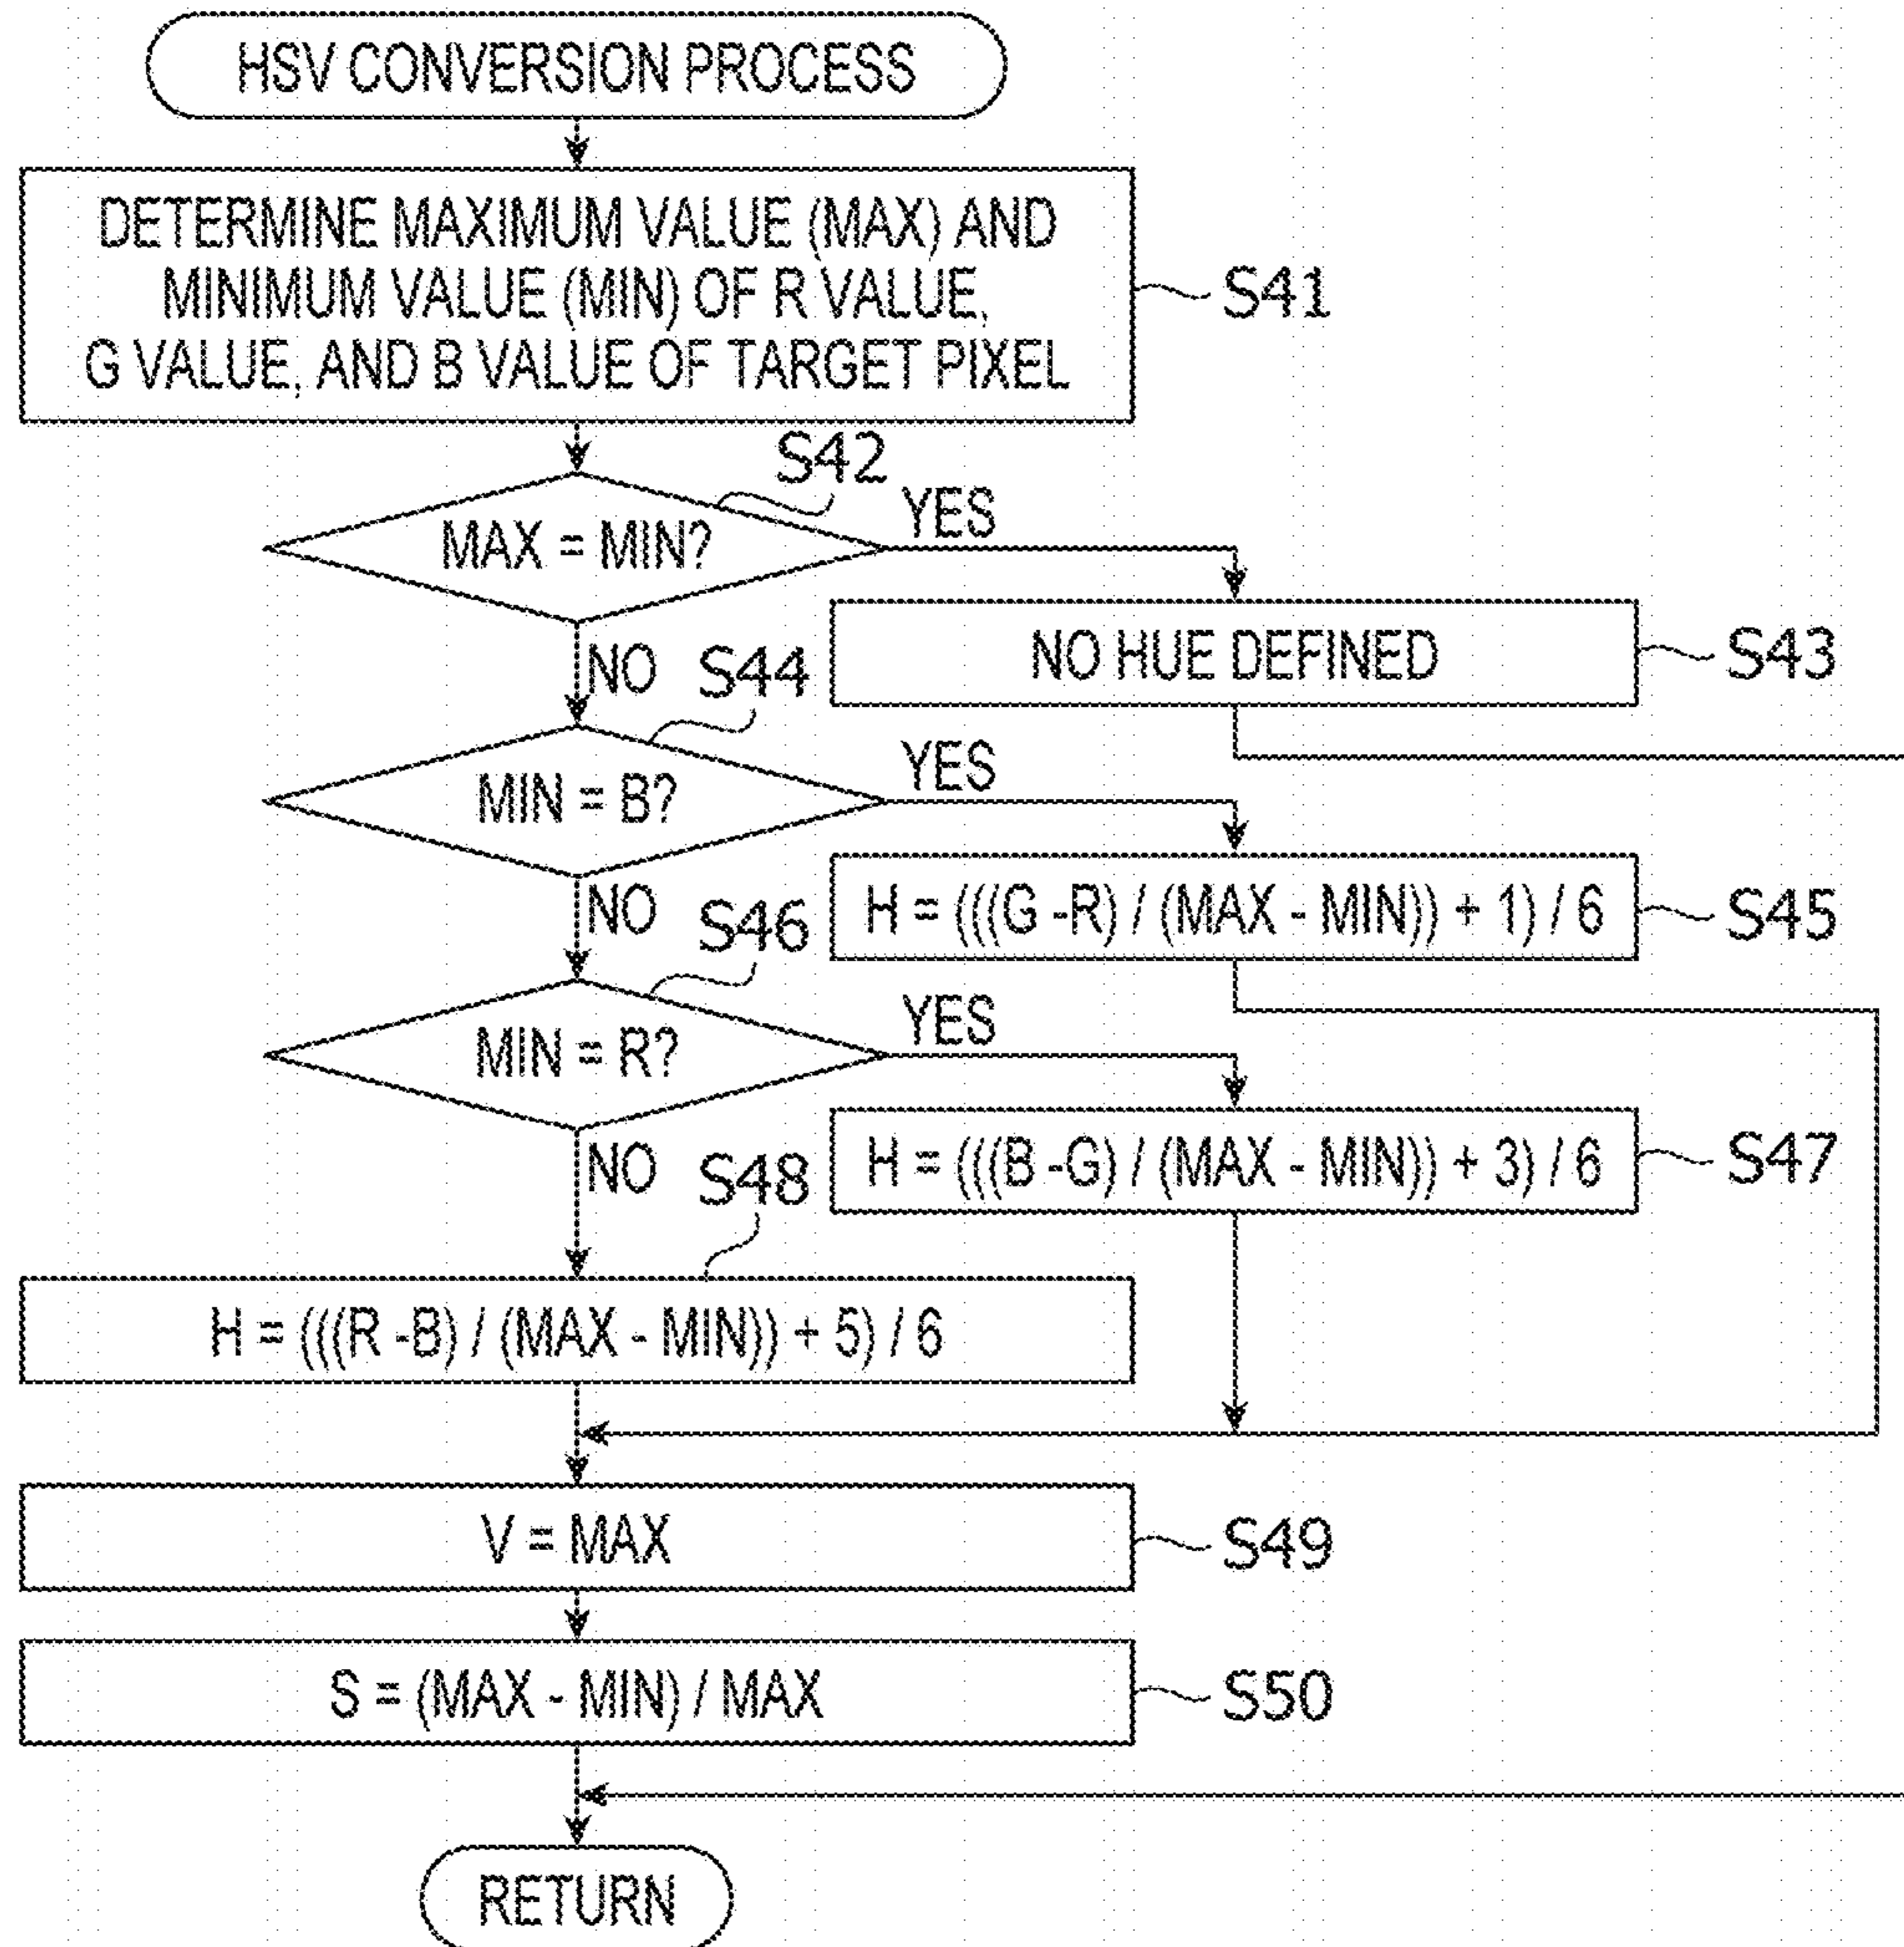 HSV CONVERSION PROCESS
DETERMINE MAXIMUM VALUE (MAX) AND
MINIMUM VALUE (MIN) OF R VALUE,
G VALUE, AND B VALUE OF TARGET PIXEL
S41
S42
MAX = MIN?
YES
NO HUE DEFINED
S43
NO
S44
MIN = B?
YES
H = (((G -R) / (MAX - MIN)) + 1) / 6
S45
NO
S46
MIN = R?
YES
H = (((B -G) / (MAX - MIN)) + 3) / 6
S47
NO
S48
H = (((R -B) / (MAX - MIN)) + 5) / 6
V = MAX
S49
S = (MAX - MIN) / MAX
S50
RETURN